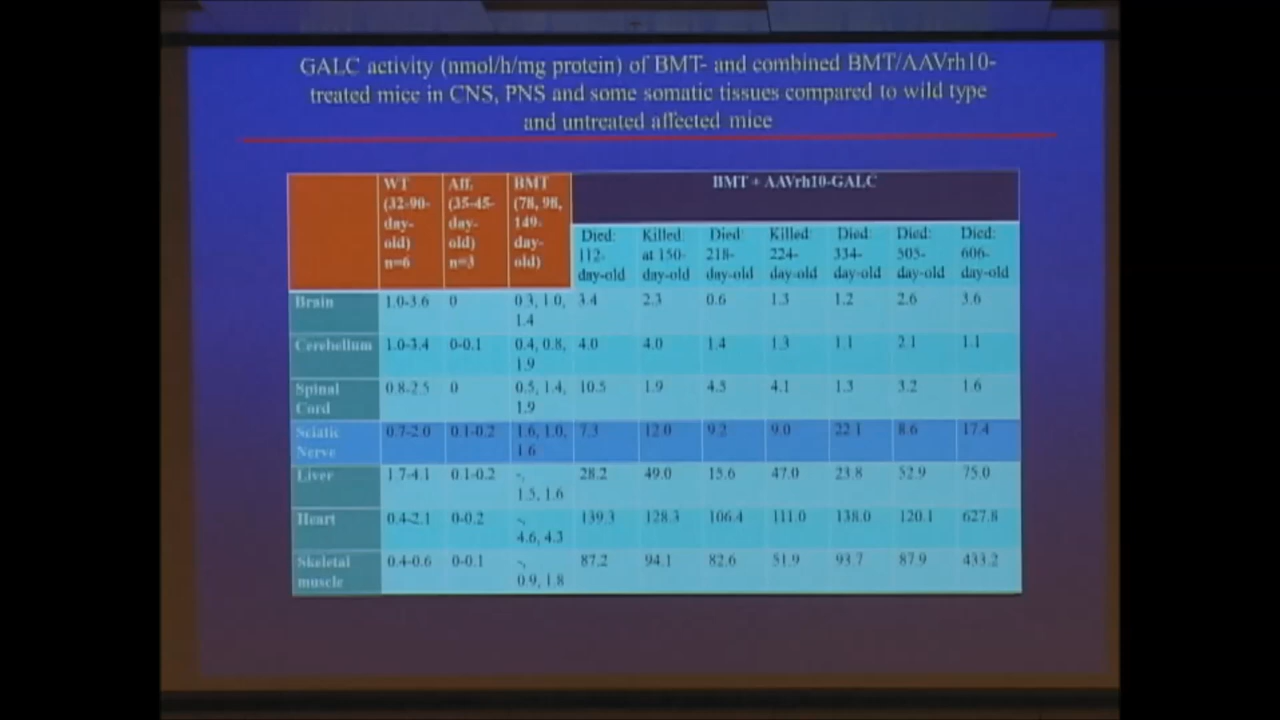 GALC activity (nmol/h/mg protein) of BMT- and combined BMT/AAVrh10-
treated mice in CNS, PNS and some somatic tissues compared to wild type
and untreated affected mice
WT (32-90-day-old) n=6 Aff. (35-45-day-old) n=3 BMT (78, 98, 149-day-old) BMT + AAVrh10-GALC
Died: 112-day-old Killed at 150-day-old Died: 218-day-old Killed: 224-day-old Died: 334-day-old Died: 505-day-old Died: 606-day-old
Brain 1.0-3.6 0 0.3, 1.0, 1.4 3.4 2.3 0.6 1.3 1.2 2.6 3.6
Cerebellum 1.0-3.4 0-0.1 0.4, 0.8, 1.9 4.0 4.0 1.4 1.3 1.1 2.1 1.1
Spinal Cord 0.8-2.5 0 0.5, 1.4, 1.9 10.5 1.9 4.3 4.1 1.3 3.2 1.6
Sciatic Nerve 0.7-2.0 0.1-0.2 1.6, 1.0, 1.6 7.3 12.0 9.2 9.0 22.1 8.6 17.4
Liver 1.7-4.1 0.1-0.2 -, 1.5, 1.6 28.2 49.0 15.6 47.0 23.8 52.9 75.0
Heart 0.4-2.1 0-0.2 -, 4.6, 4.3 139.3 128.3 106.4 111.0 138.0 120.1 627.8
Skeletal muscle 0.4-0.6 0-0.1 -, 0.9, 1.8 87.2 94.1 82.6 51.9 93.7 87.9 433.2